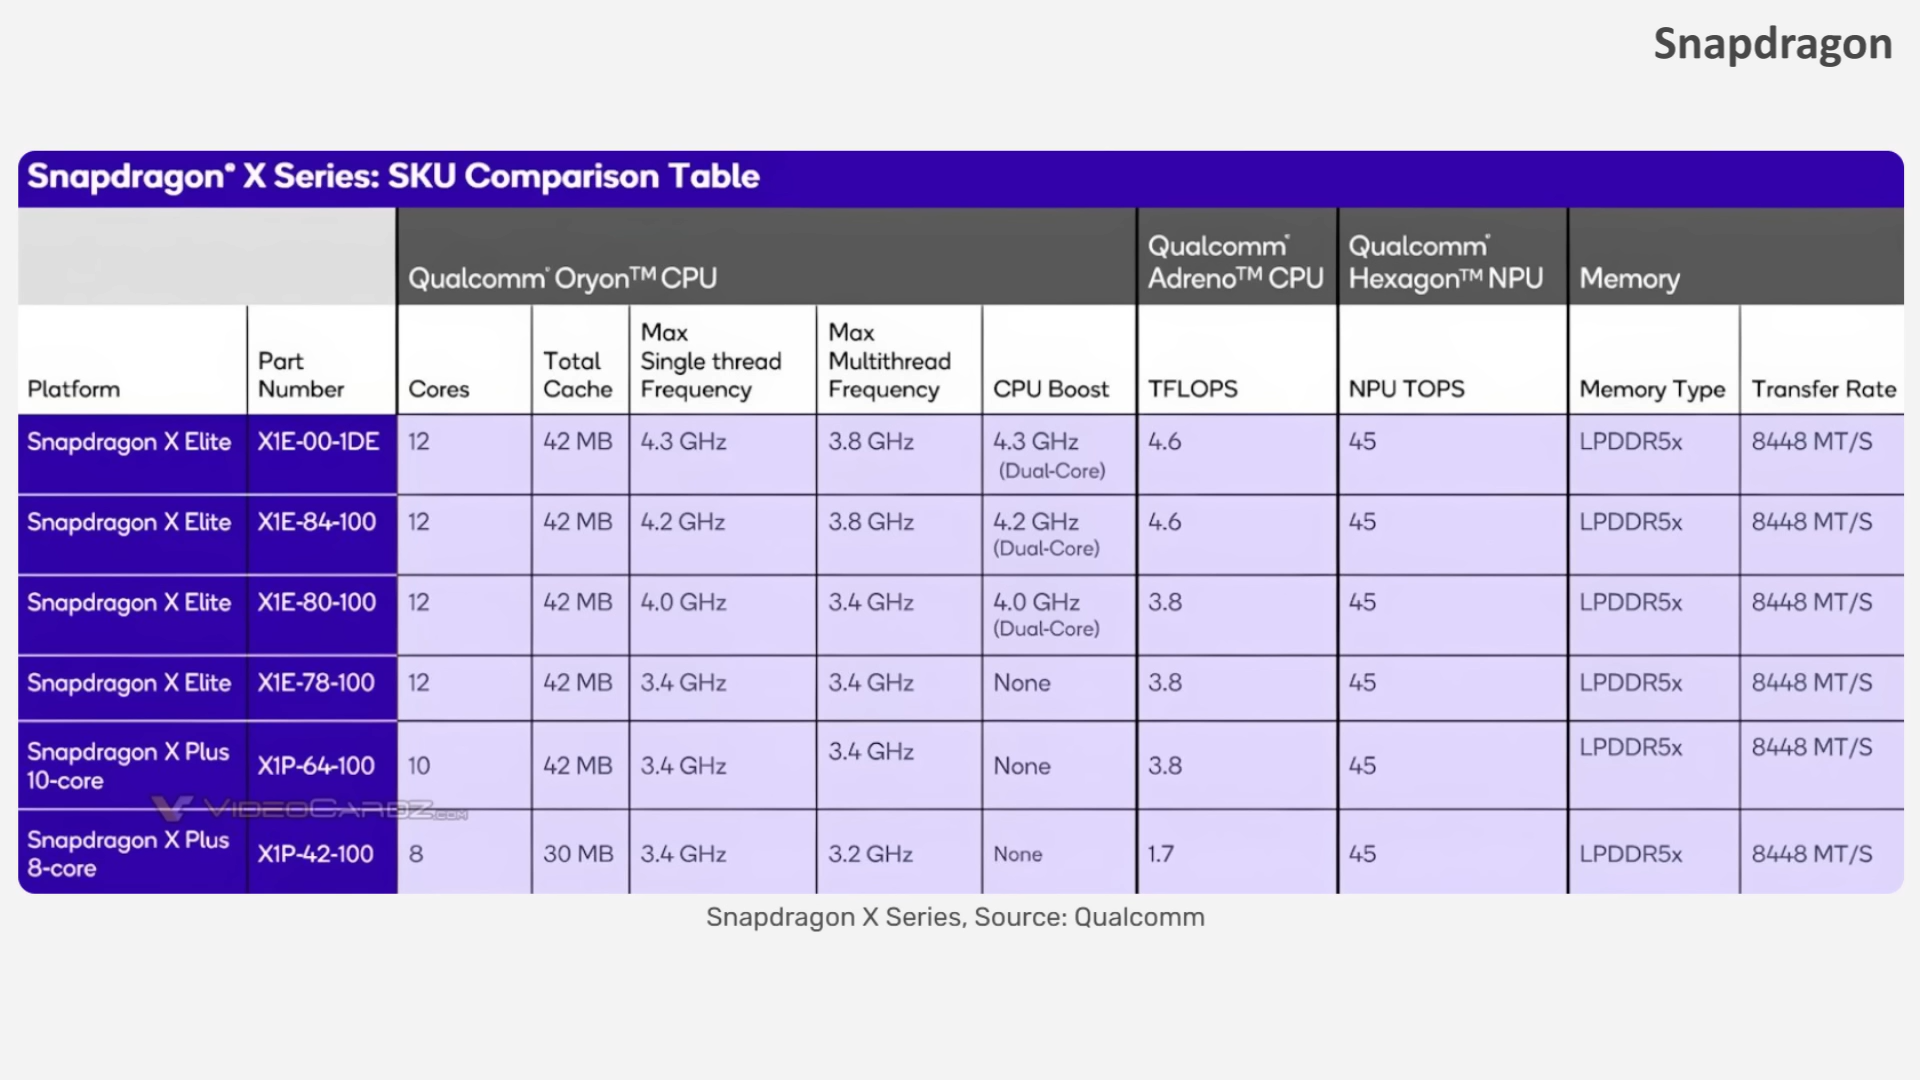 Snapdragon
Snapdragon® X Series: SKU Comparison Table
Qualcomm® Oryon™ CPU
Qualcomm®
Adreno™ CPU
Qualcomm®
Hexagon™ NPU
Memory
Platform
Part
Number
Cores
Total
Cache
Max
Single thread
Frequency
Max
Multithread
Frequency
CPU Boost
TFLOPS
NPU TOPS
Memory Type
Transfer Rate
Snapdragon X Elite X1E-00-1DE 12 42 MB 4.3 GHz 3.8 GHz 4.3 GHz 4.6 45 LPDDR5x 8448 MT/S
(Dual-Core)
Snapdragon X Elite X1E-84-100 12 42 MB 4.2 GHz 3.8 GHz 4.2 GHz 4.6 45 LPDDR5x 8448 MT/S
(Dual-Core)
Snapdragon X Elite X1E-80-100 12 42 MB 4.0 GHz 3.4 GHz 4.0 GHz 3.8 45 LPDDR5x 8448 MT/S
(Dual-Core)
Snapdragon X Elite X1E-78-100 12 42 MB 3.4 GHz 3.4 GHz None 3.8 45 LPDDR5x 8448 MT/S
Snapdragon X Plus
10-core
X1P-64-100 10 42 MB 3.4 GHz 3.4 GHz None 3.8 45 LPDDR5x 8448 MT/S
VIDEOCARDZ.COM
Snapdragon X Plus
8-core
X1P-42-100 8 30 MB 3.4 GHz 3.2 GHz None 1.7 45 LPDDR5x 8448 MT/S
Snapdragon X Series, Source: Qualcomm